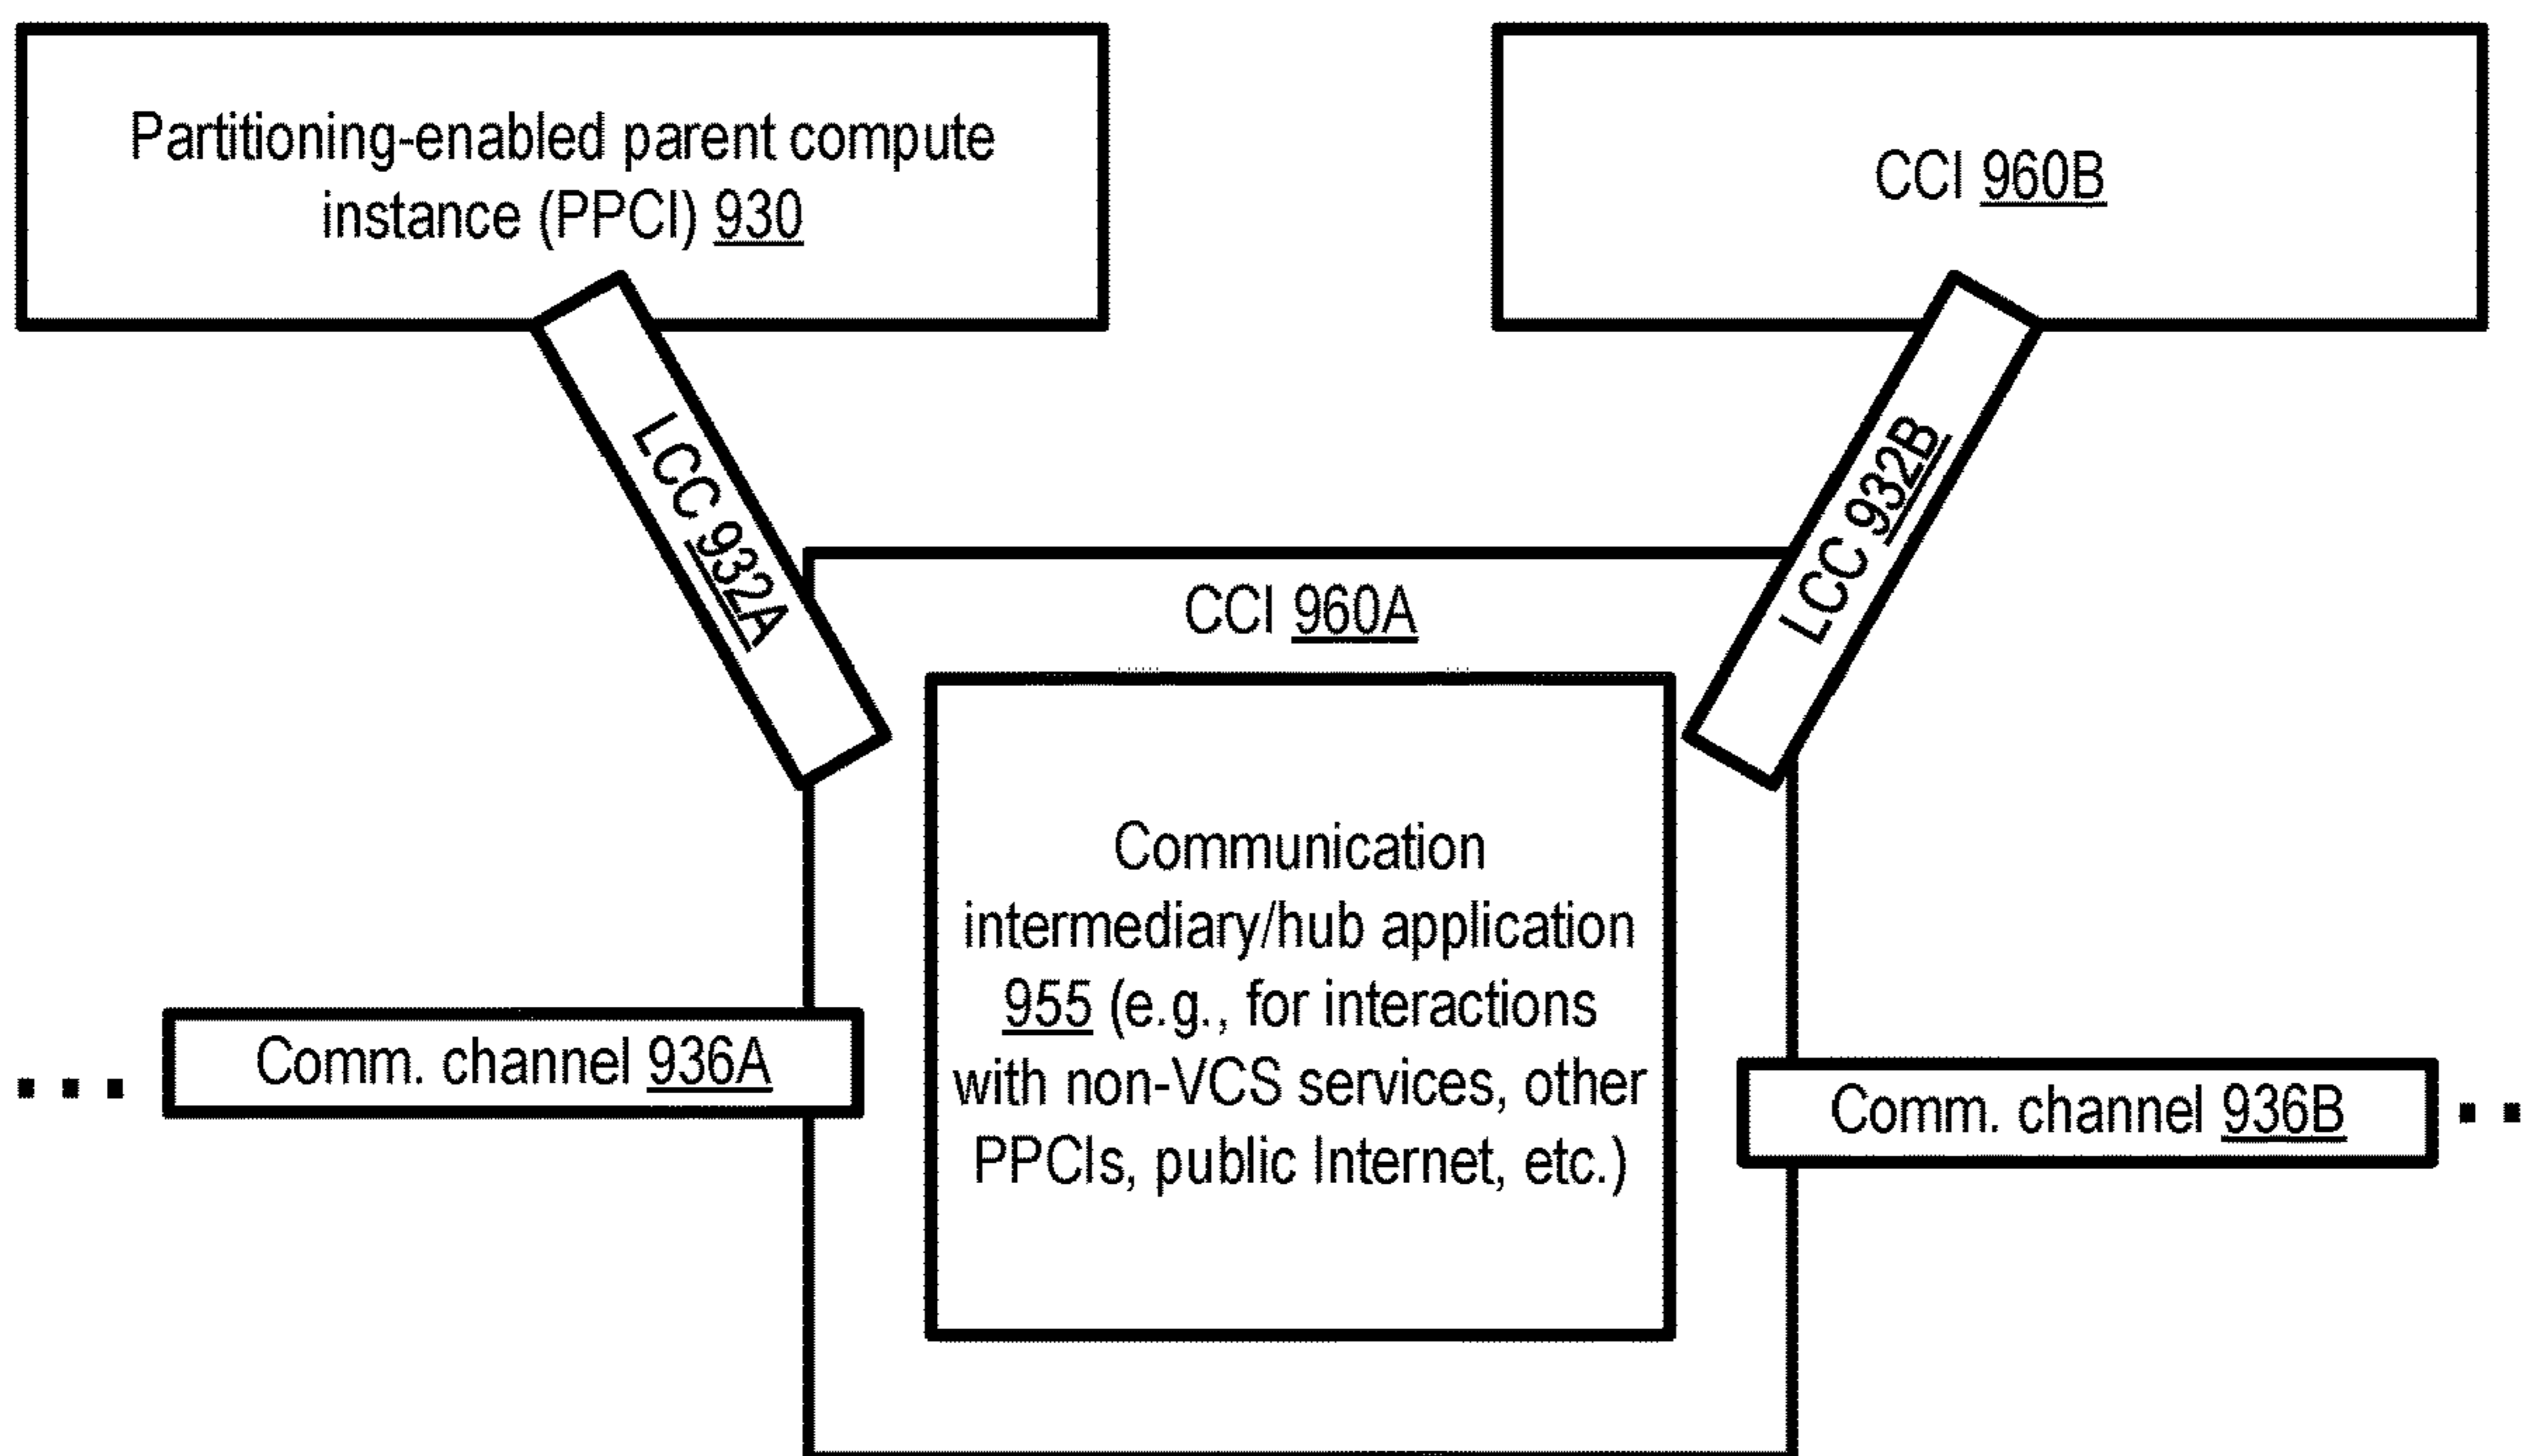 Partitioning-enabled parent compute
instance (PPCI) 930
CCI 960B
LCC 932A
LCC 932B
CCI 960A
Communication
intermediary/hub application
955 (e.g., for interactions
with non-VCS services, other
PPCIs, public Internet, etc.)
Comm. channel 936A
Comm. channel 936B